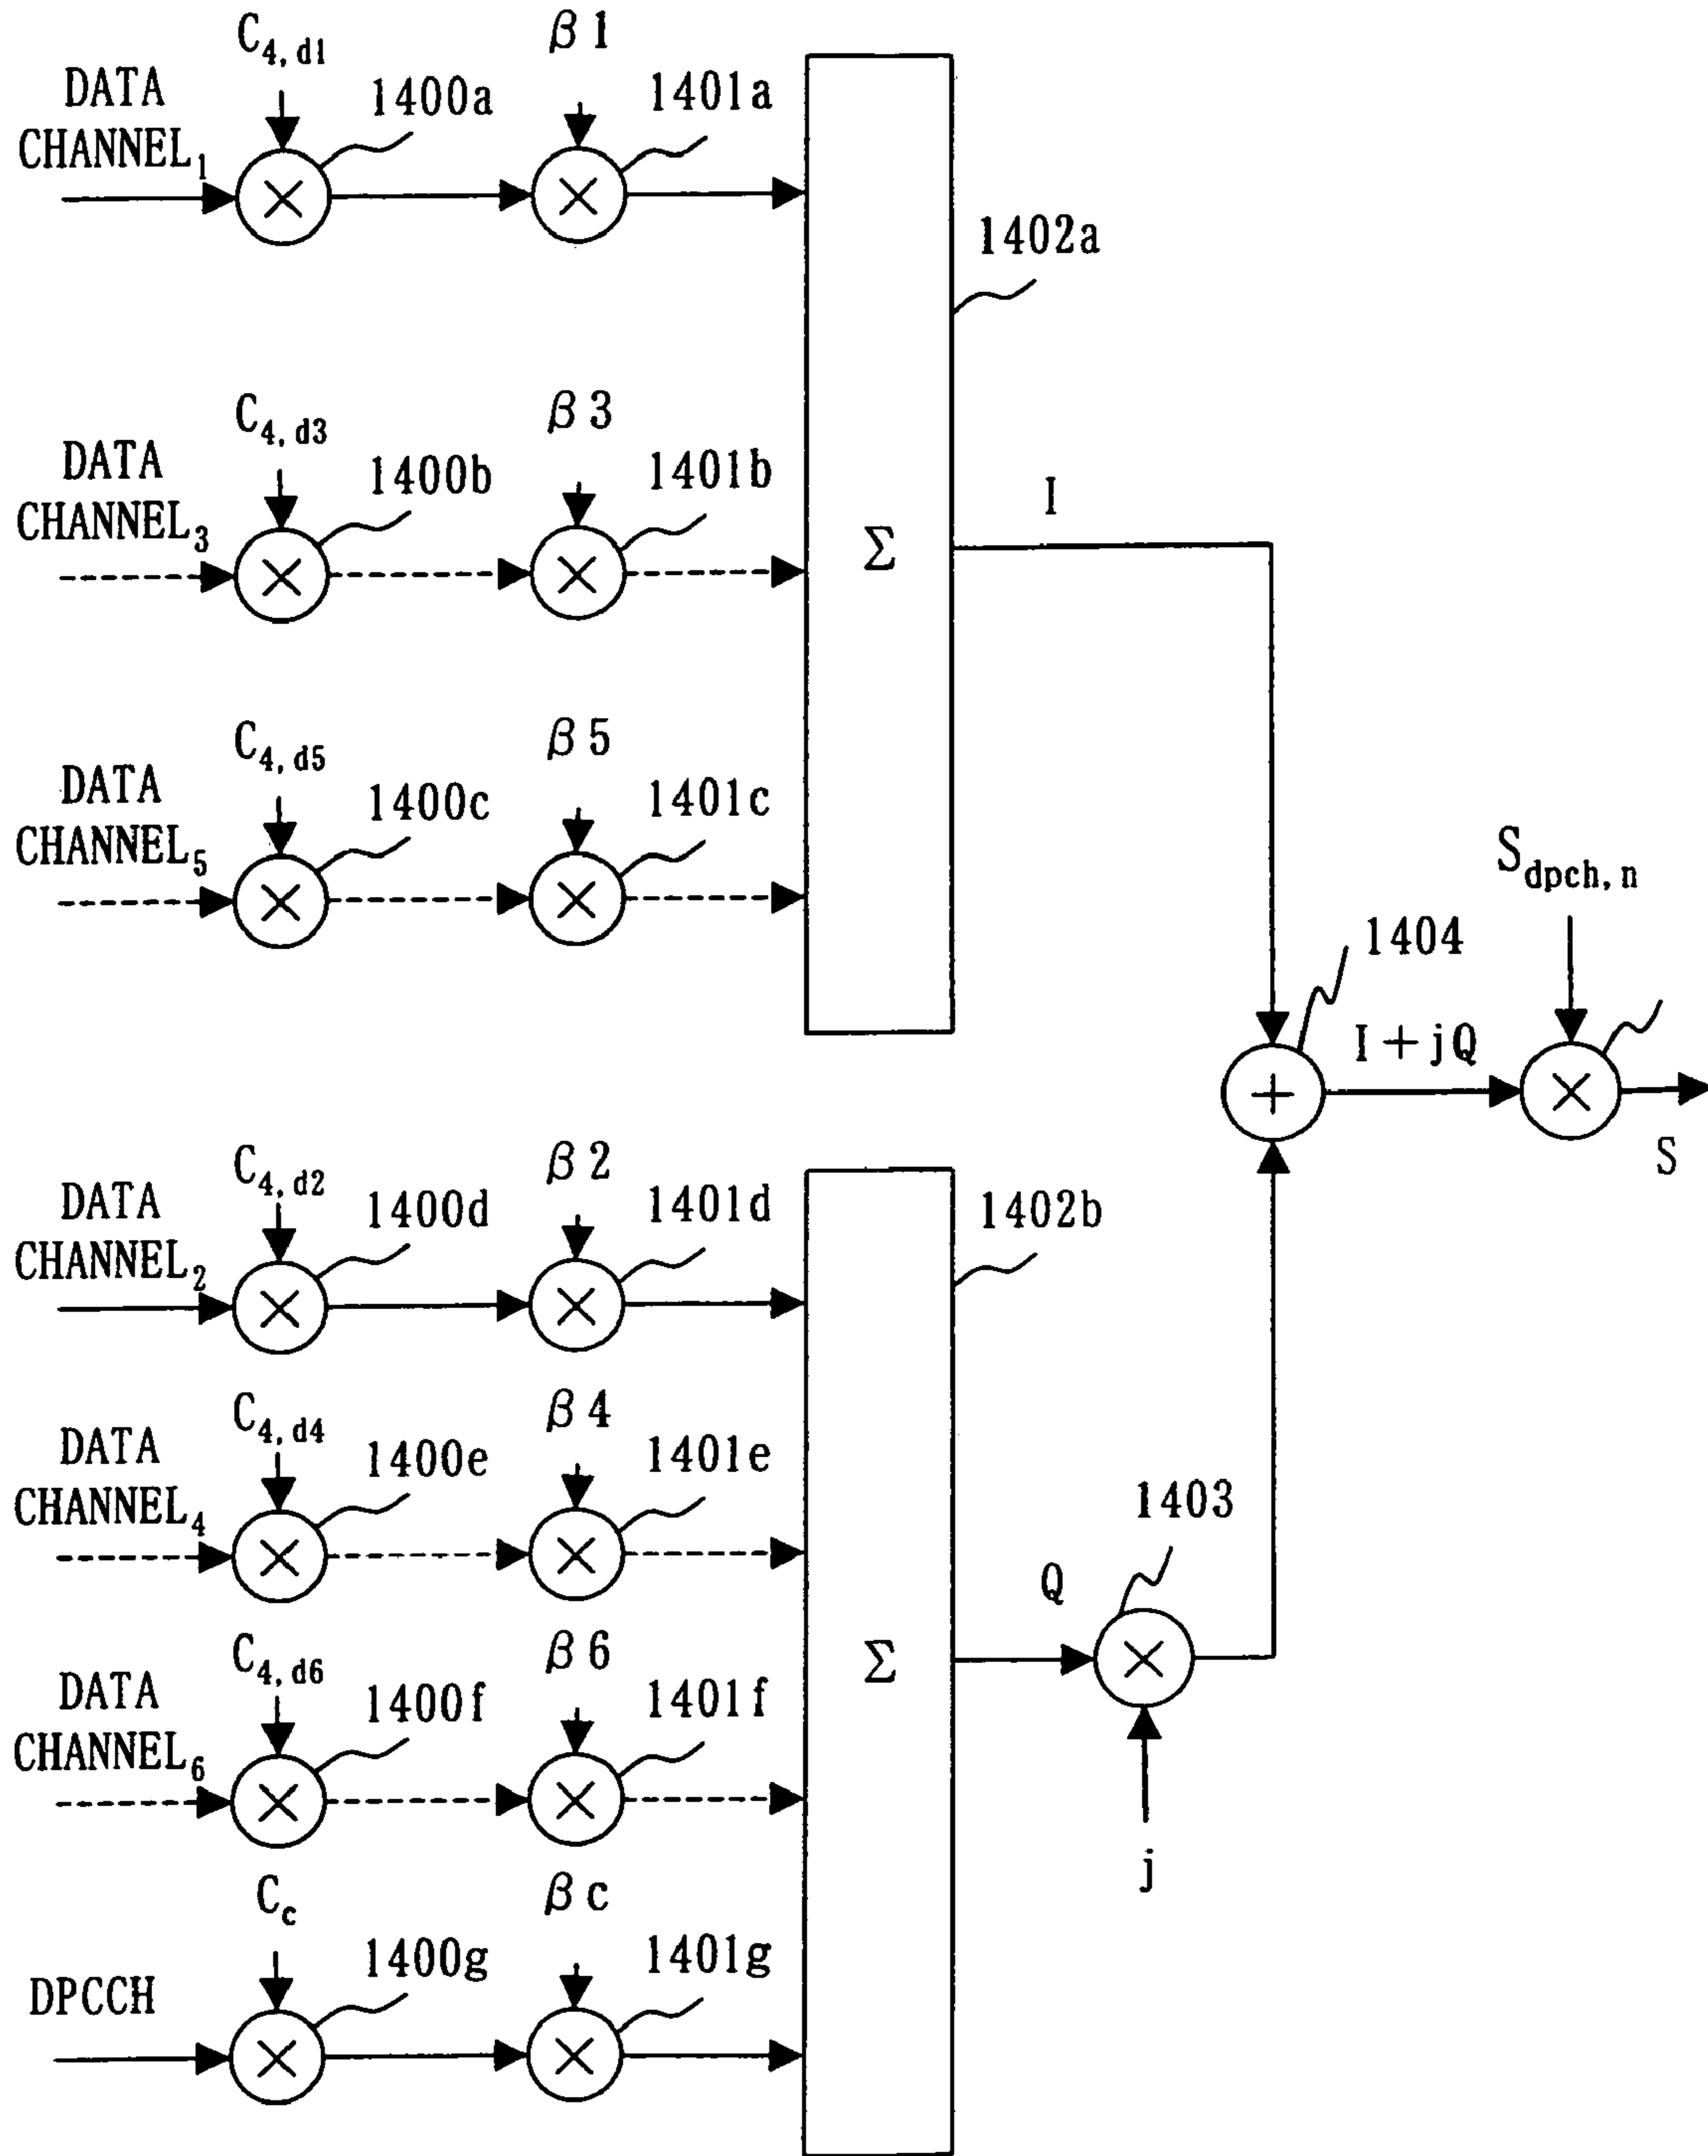 C4, d1
β1
DATA
CHANNEL1
1400a
1401a
1402a
C4, d3
β3
DATA
CHANNEL3
1400b
1401b
I
Σ
C4, d5
β5
DATA
CHANNEL5
1400c
1401c
Sdpch, n
1404
I+jQ
S
C4, d2
β2
DATA
CHANNEL2
1400d
1401d
1402b
C4, d4
β4
DATA
CHANNEL4
1400e
1401e
1403
Q
Σ
C4, d6
β6
DATA
CHANNEL6
1400f
1401f
j
Cc
βc
DPCCH
1400g
1401g